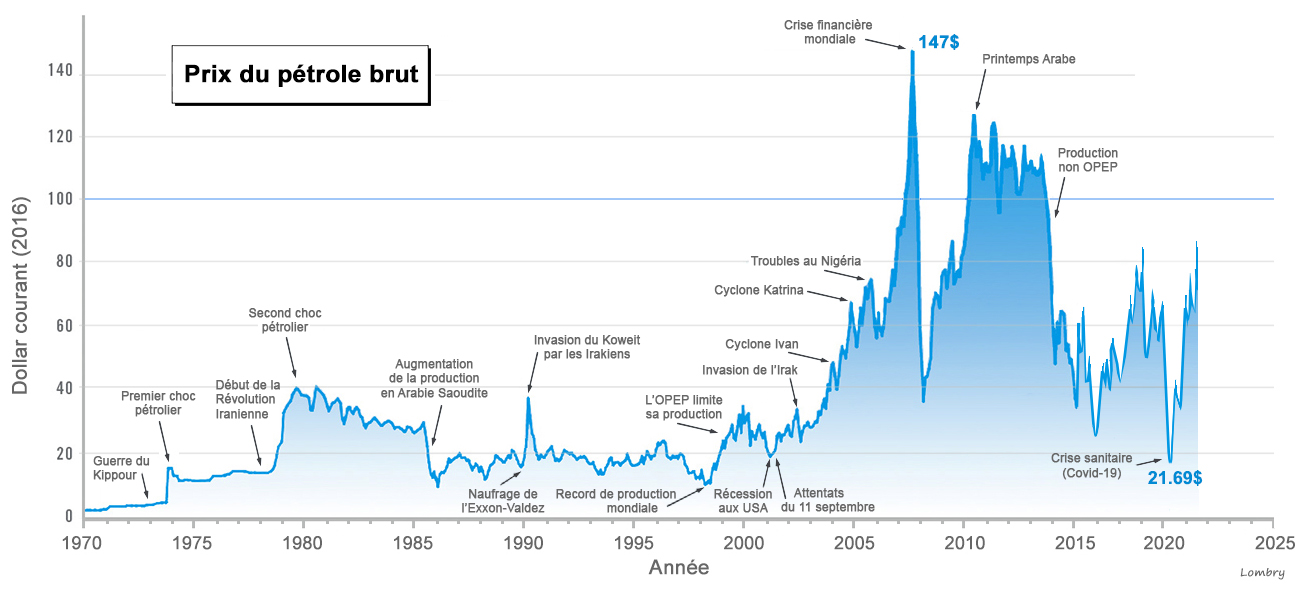 Prix du pétrole brut
Crise financière
mondiale
147$
Printemps Arabe
Production
non OPEP
Troubles au Nigéria
Cyclone Katrina
Cyclone Ivan
Invasion de l'Irak
L'OPEP limite
sa production
Invasion du Koweit
par les Irakiens
Augmentation
de la production
en Arabie Saoudite
Second choc
pétrolier
Début de la
Révolution
Iranienne
Premier choc
pétrolier
Guerre du
Kippour
Naufrage de
l'Exxon-Valdez
Record de production
mondiale
Récession
aux USA
Attentats
du 11 septembre
Crise sanitaire
(Covid-19)
21.69$
Dollar courant (2016)
140
120
100
80
60
40
20
0
1970
1975
1980
1985
1990
1995
2000
2005
2010
2015
2020
2025
Année
Lombry